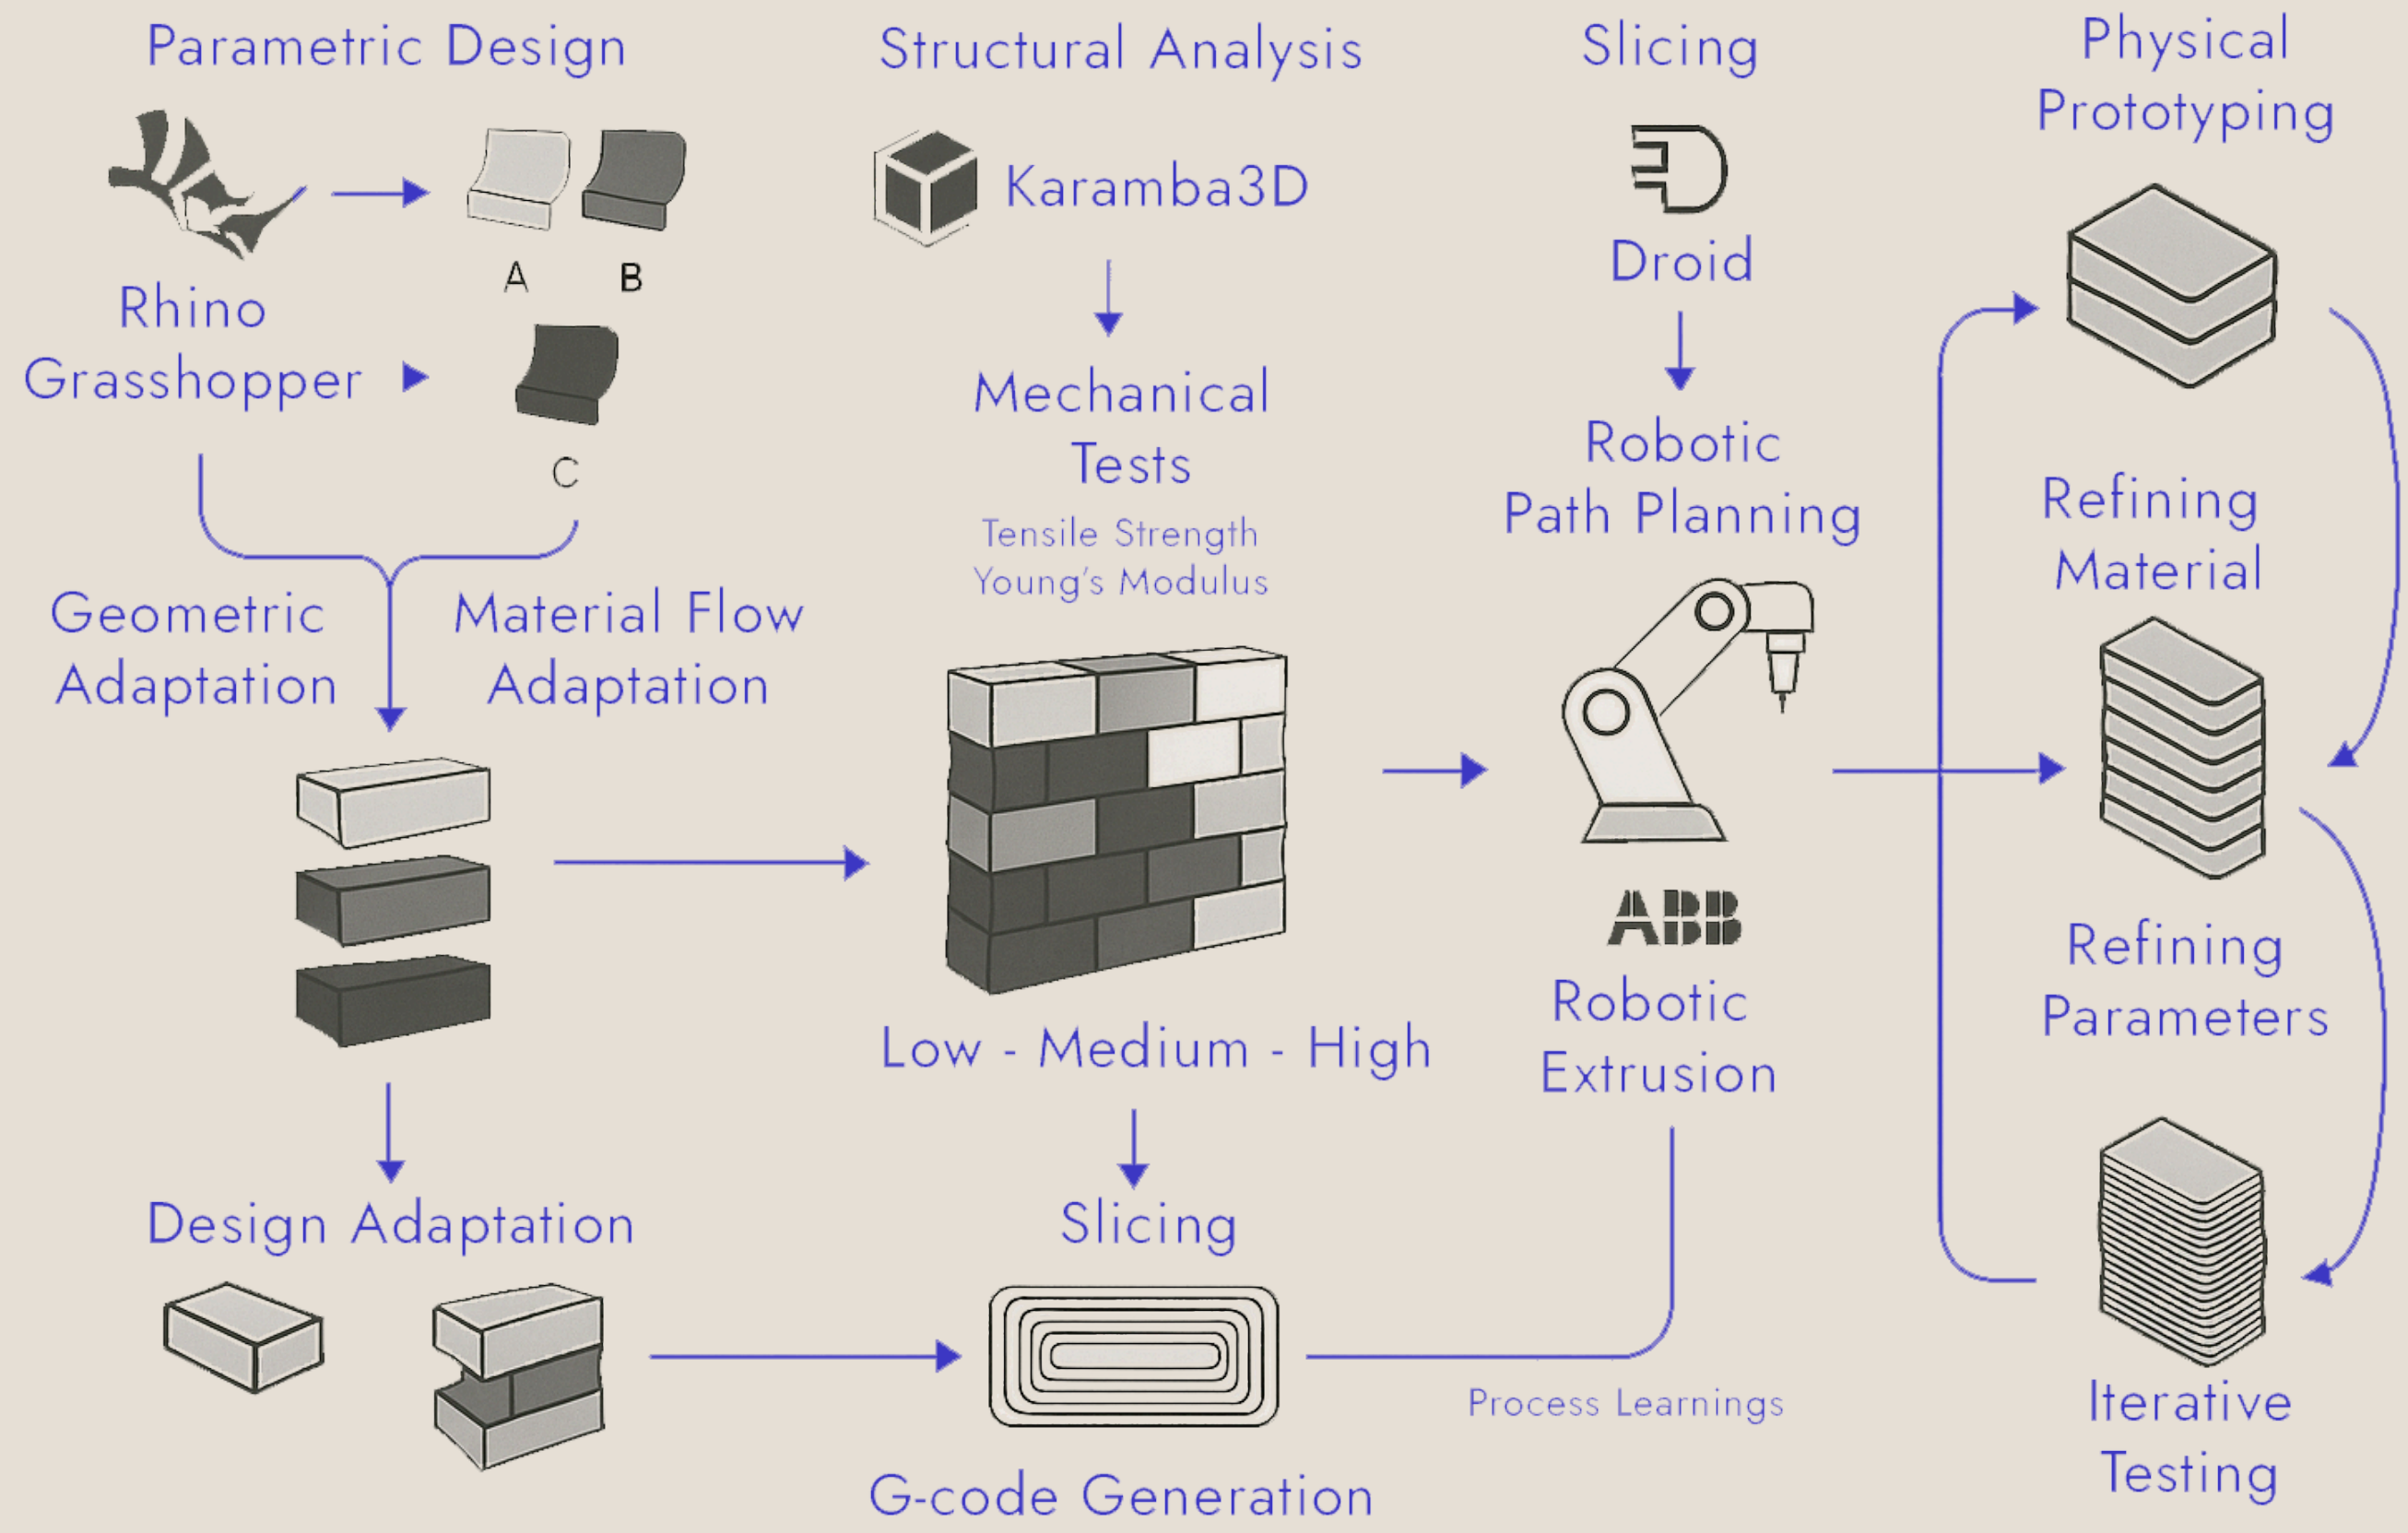 Parametric Design
Rhino
Grasshopper
A
B
C
Geometric
Adaptation
Material Flow
Adaptation
Design Adaptation
Structural Analysis
Karamba3D
Mechanical
Tests
Tensile Strength
Young's Modulus
Low - Medium - High
Slicing
G-code Generation
Slicing
Droid
Robotic
Path Planning
ABB
Robotic
Extrusion
Process Learnings
Physical
Prototyping
Refining
Material
Refining
Parameters
Iterative
Testing